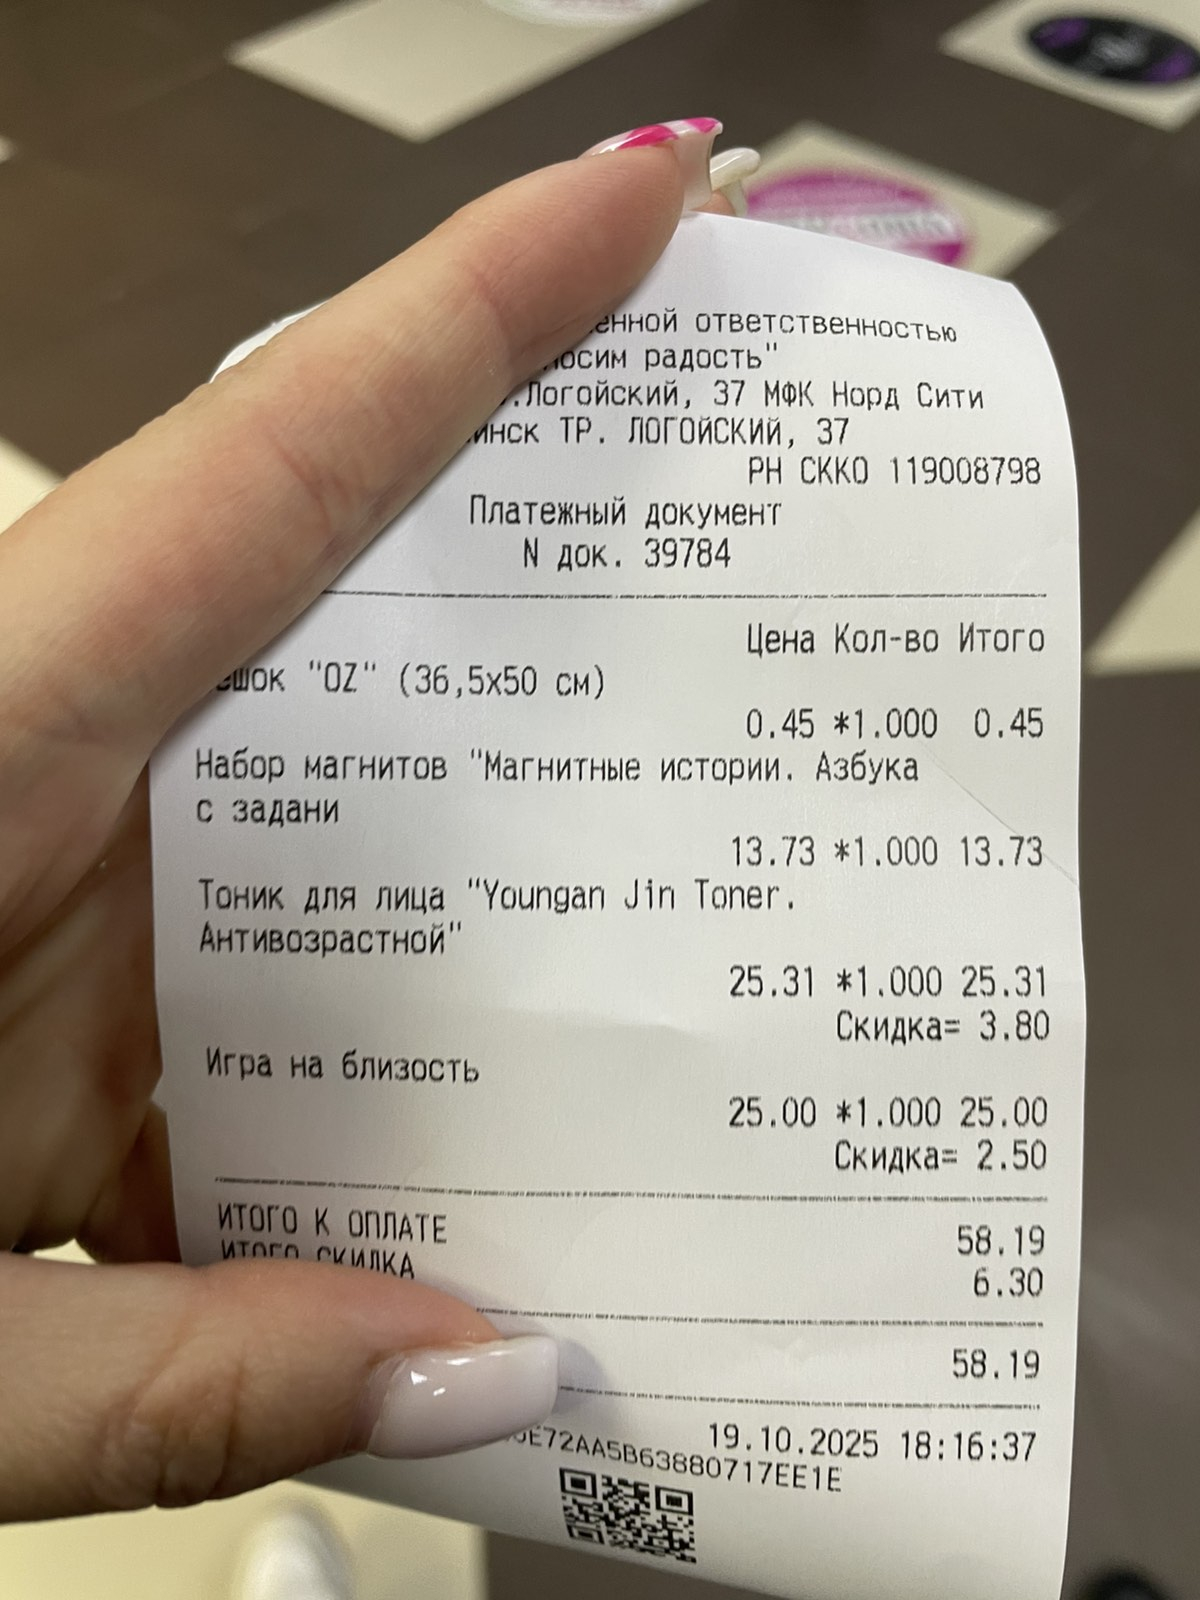 ответственностью
радость"
Логойский, 37 МФК Норд Сити
ТР. ЛОГОЙСКИЙ, 37
РН СККО 119008798
Платежный документ
N док. 39784
Цена Кол-во Итого
"OZ" (36,5x50 см)
0.45 *1.000 0.45
Набор магнитов "Магнитные истории. Азбука
с задани
13.73 *1.000 13.73
Тоник для лица "Youngan Jin Toner.
Антивозрастной"
25.31 *1.000 25.31
Скидка= 3.80
Игра на близость
25.00 *1.000 25.00
Скидка= 2.50
ИТОГО К ОПЛАТЕ 58.19
ИТОГО СКИДКА 6.30
58.19
19.10.2025 18:16:37
E72AA5B63880717EE1E